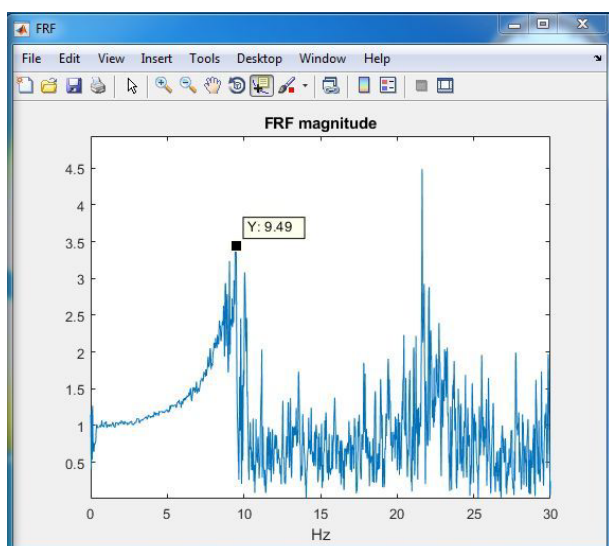 FRF
File Edit View Insert Tools Desktop Window Help
FRF magnitude
4.5
4
3.5
3
2.5
2
1.5
1
0.5
Y: 9.49
0 5 10 15 20 25 30
Hz